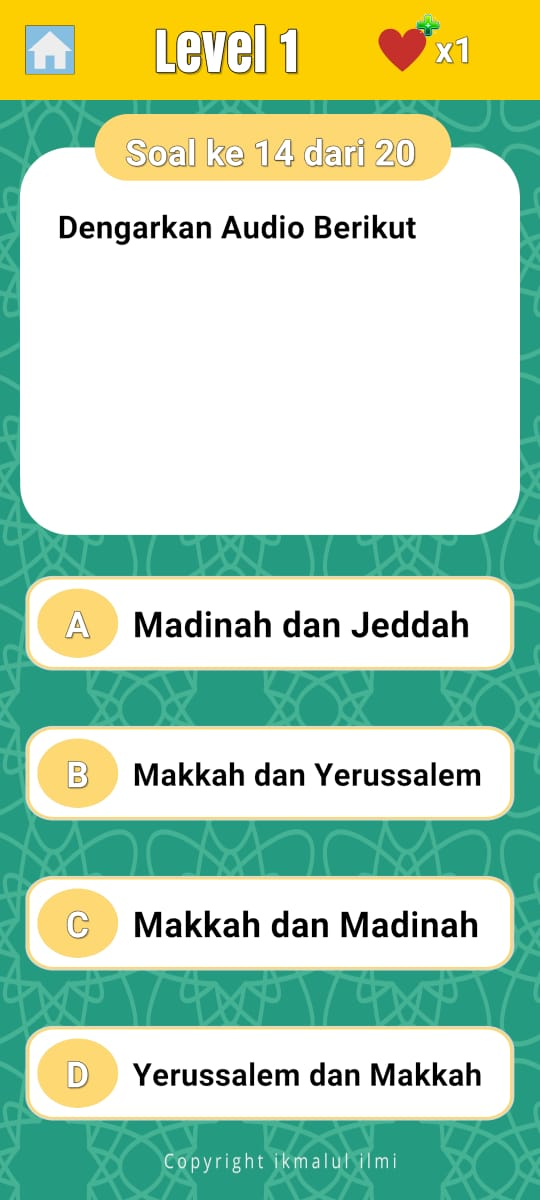 Level 1
x1
Soal ke 14 dari 20
Dengarkan Audio Berikut
A Madinah dan Jeddah
B Makkah dan Yerussalem
C Makkah dan Madinah
D Yerussalem dan Makkah
Copyright ikmalul ilmi